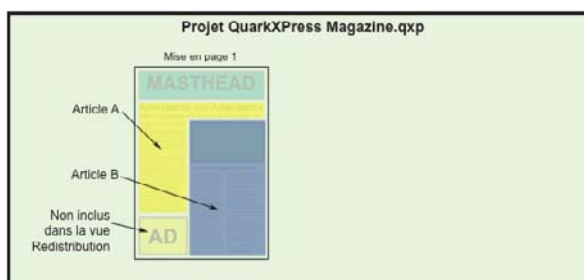 Projet QuarkXPress Magazine.qxp
Mise en page 1
MASTHEAD
Article A
Article B
Non inclus
dans la vue
Redistribution
AD